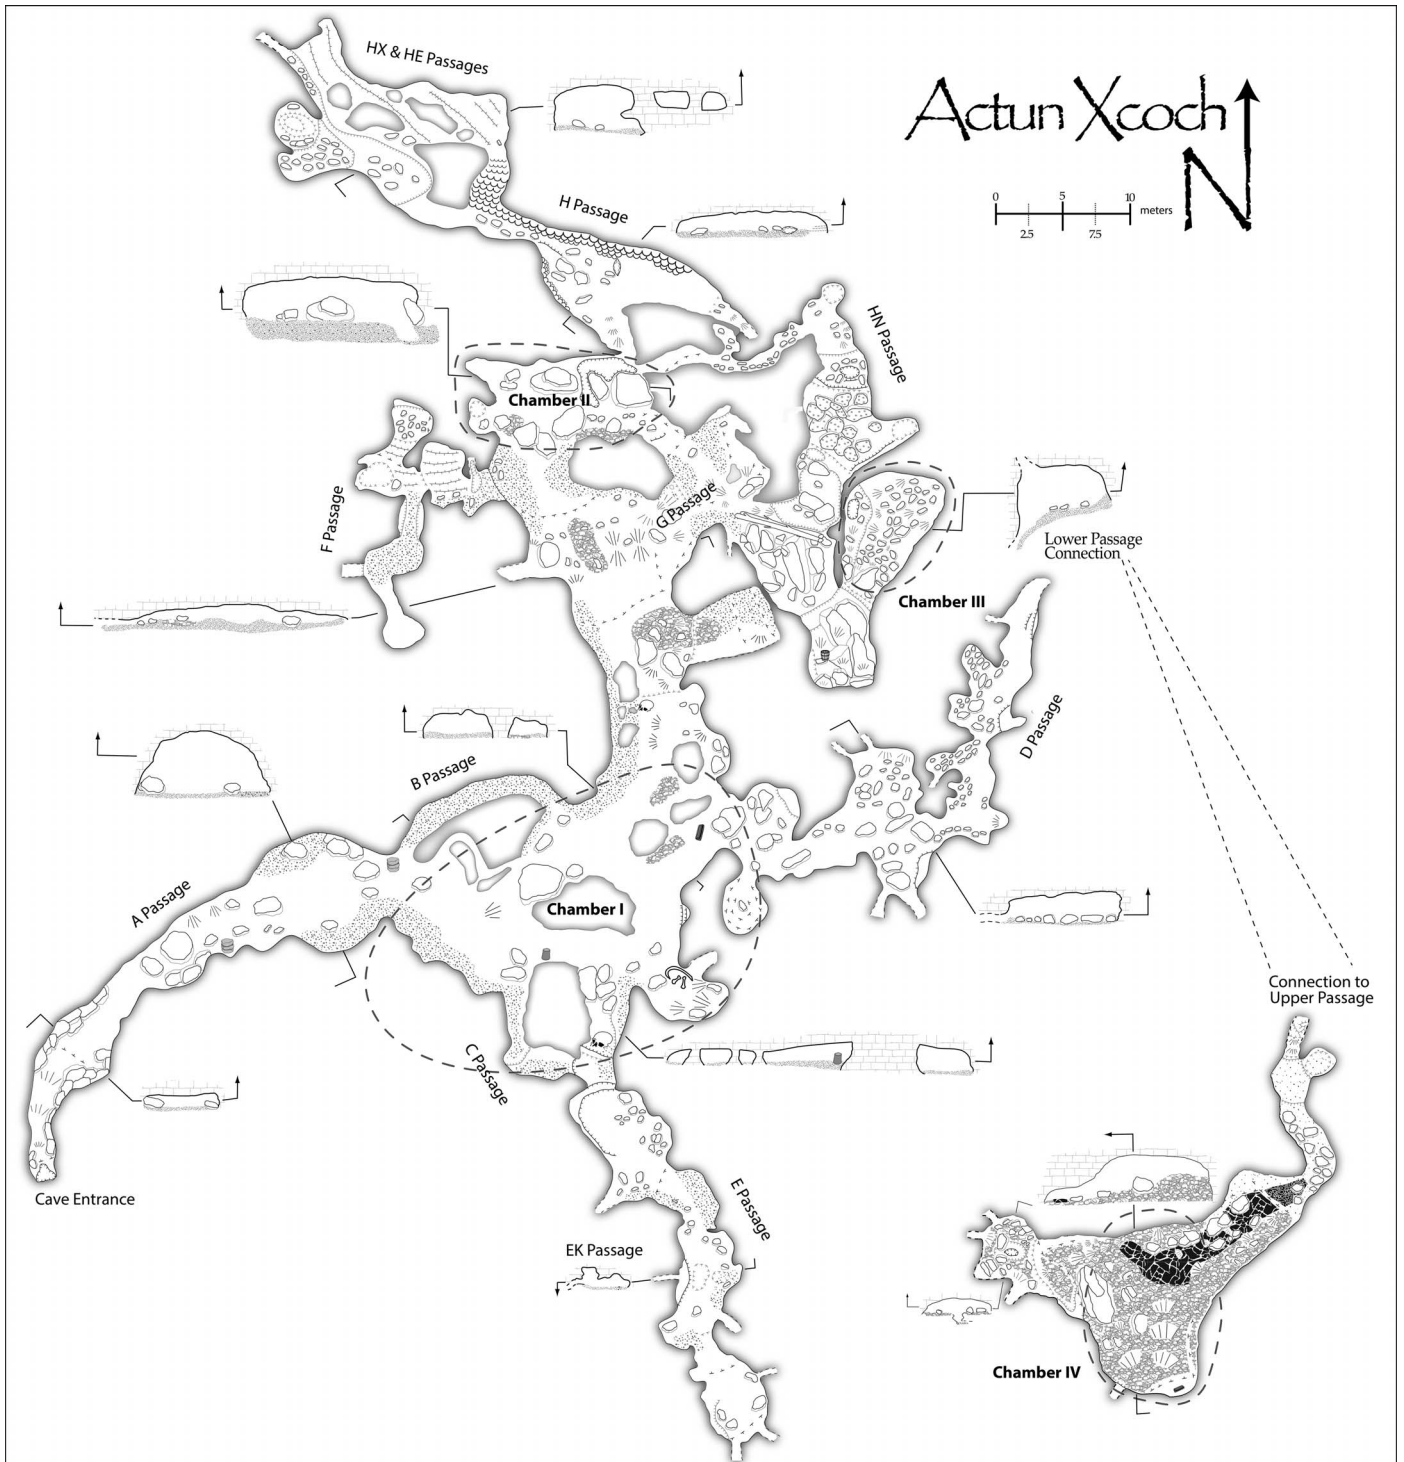 HX & HE Passages
Actun Xcoch
N
0 5 10
meters
2.5 7.5
H Passage
HN Passage
Chamber II
G Passage
F Passage
Lower Passage
Connection
Chamber III
D Passage
B Passage
A Passage
Chamber I
Connection to
Upper Passage
C Passage
Cave Entrance
E Passage
EK Passage
Chamber IV